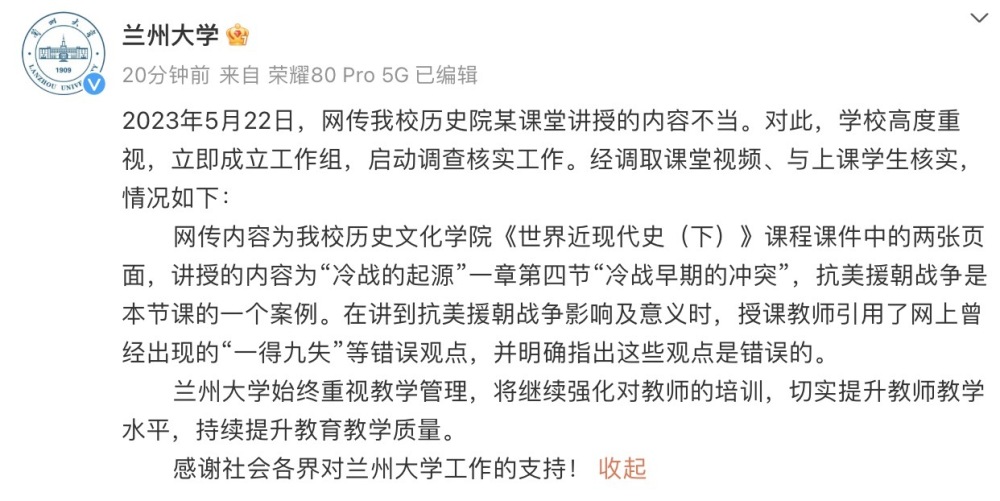 兰州大学
LANZHOU UNIVE
1909
20分钟前 来自 荣耀80 Pro 5G 已编辑
2023年5月22日，网传我校历史院某课堂讲授的内容不当。对此，学校高度重
视，立即成立工作组，启动调查核实工作。经调取课堂视频、与上课学生核实，
情况如下：
网传内容为我校历史文化学院《世界近现代史（下）》课程课件中的两张页
面，讲授的内容为“冷战的起源”一章第四节“冷战早期的冲突”，抗美援朝战争是
本节课的一个案例。在讲到抗美援朝战争影响及意义时，授课教师引用了网上曾
经出现的“一得九失”等错误观点，并明确指出这些观点是错误的。
兰州大学始终重视教学管理，将继续强化对教师的培训，切实提升教师教学
水平，持续提升教育教学质量。
感谢社会各界对兰州大学工作的支持！ 收起